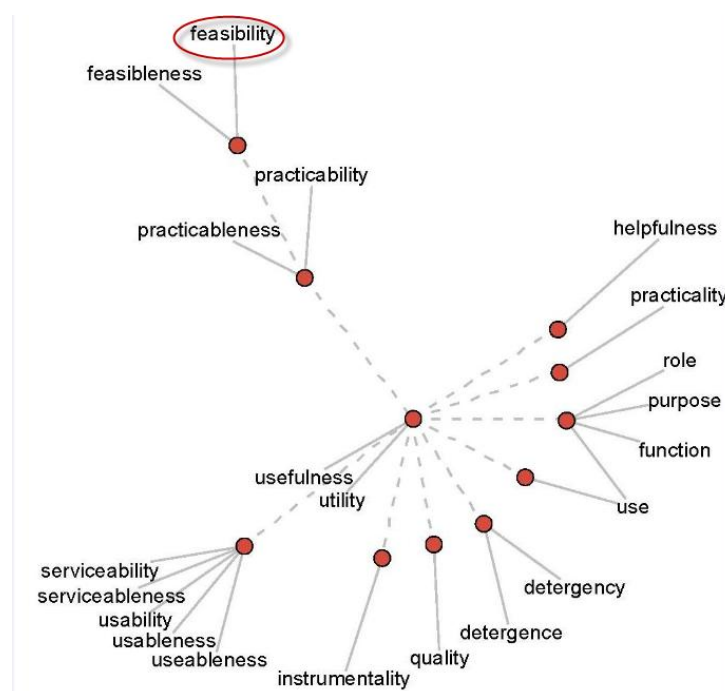 feasibility
feasibleness
practicability
practicableness
helpfulness
practicality
role
purpose
function
usefulness
utility
use
serviceability
serviceableness
usability
usableness
useableness
detergency
detergence
quality
instrumentality